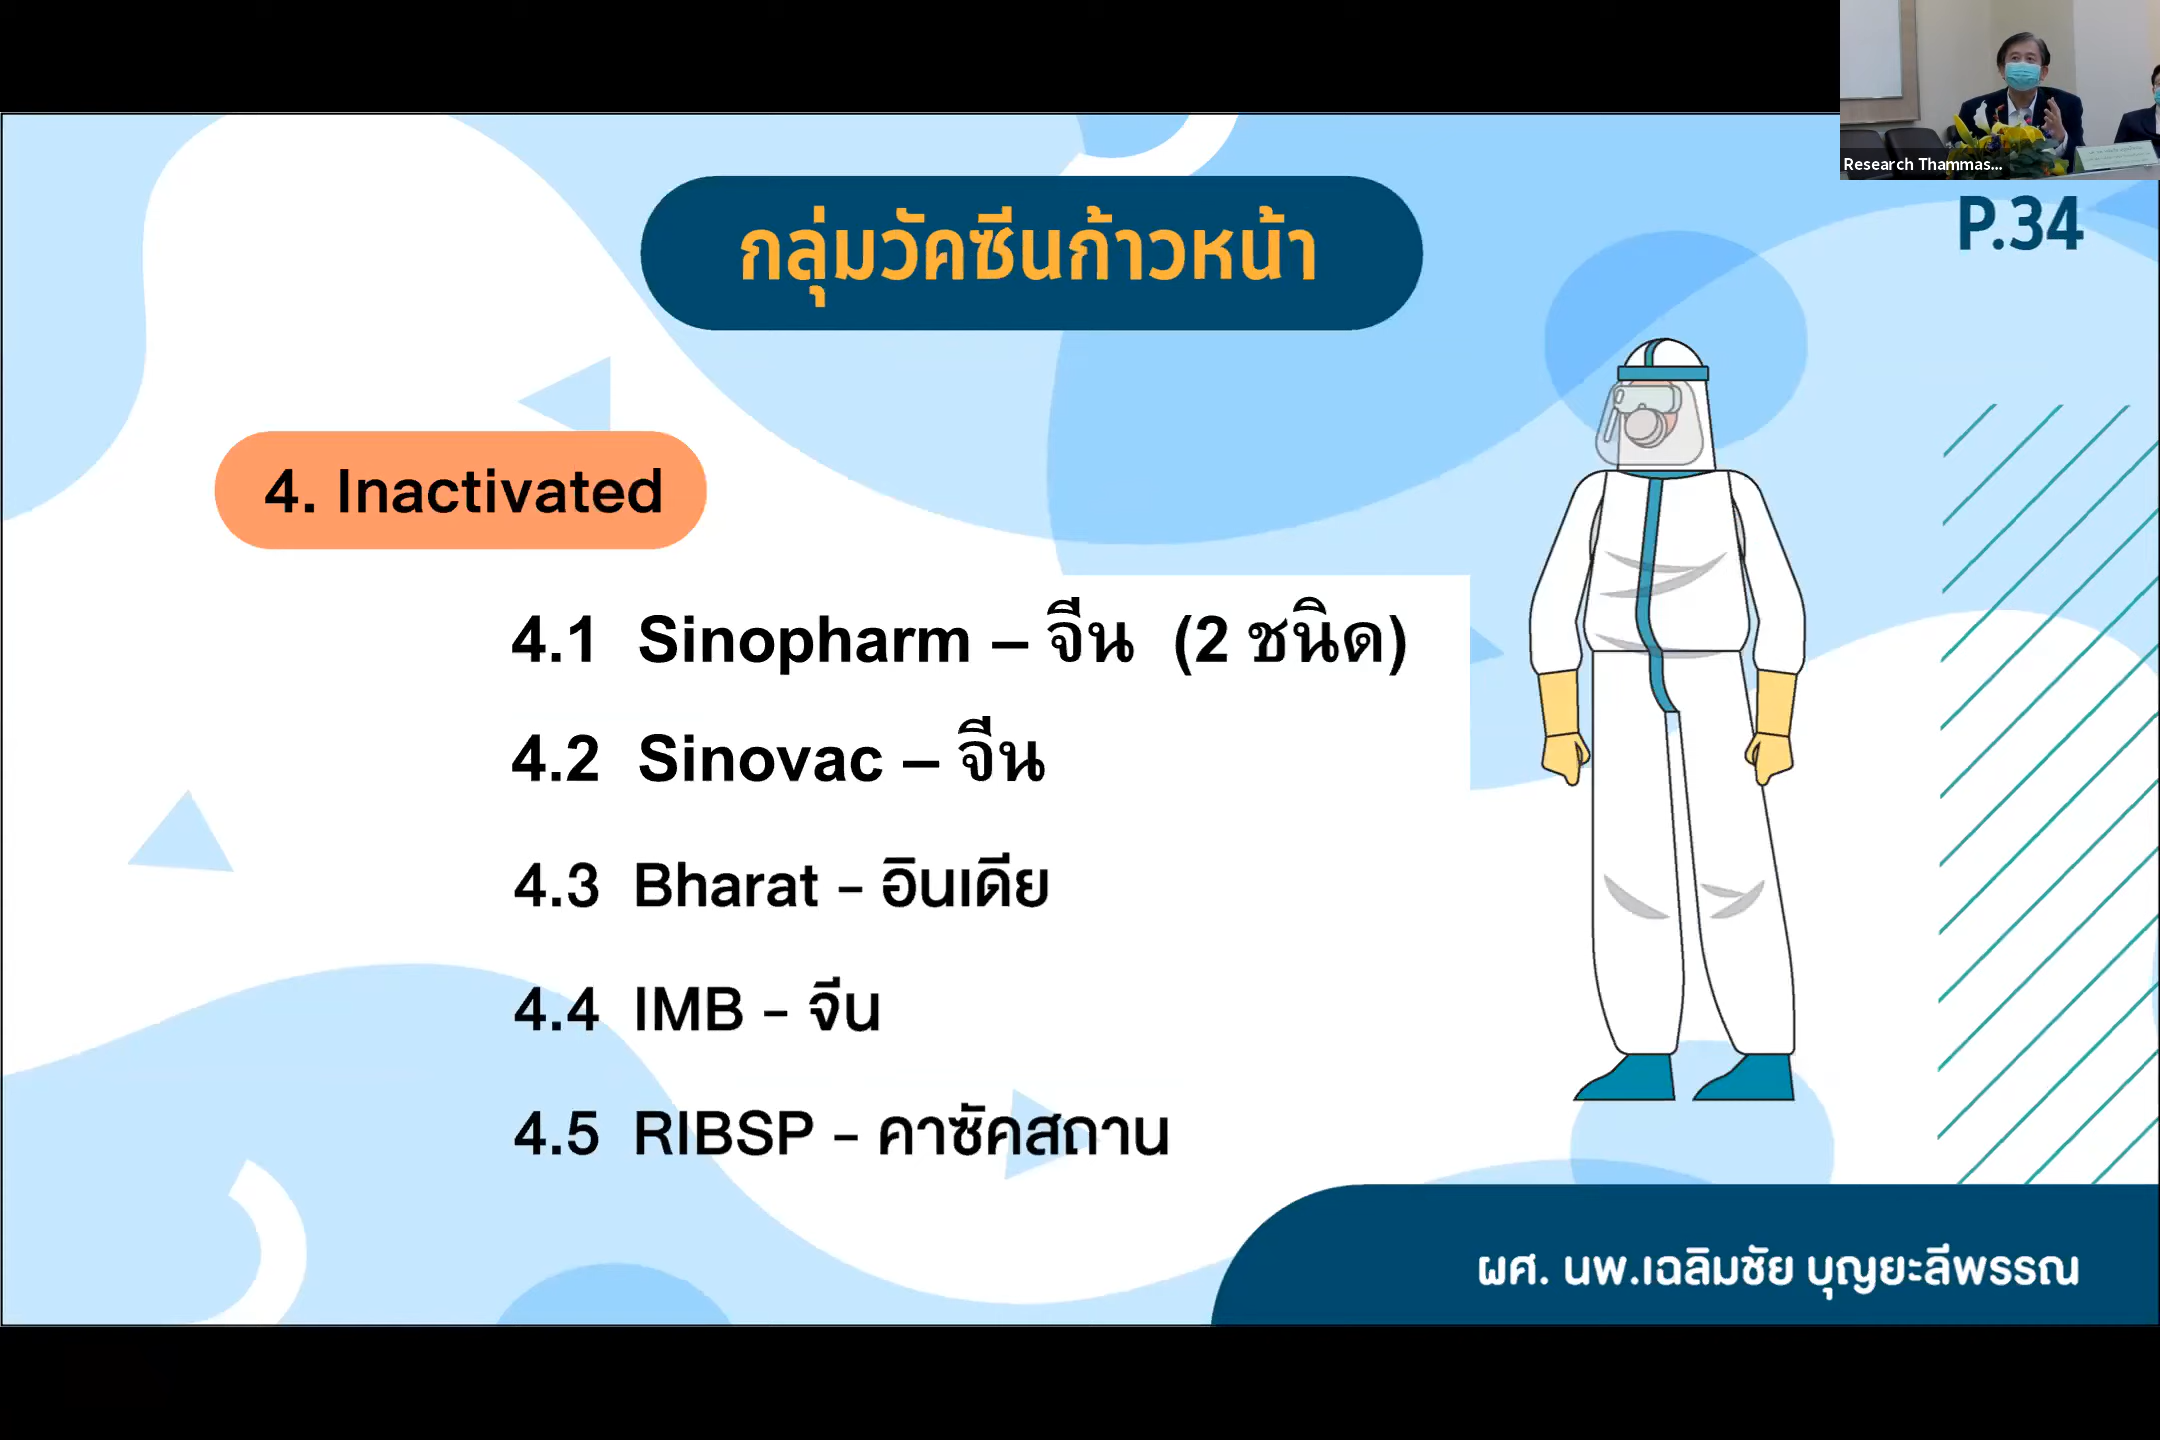 Research Thammas...
P.34
กลุ่มวัคซีนก้าวหน้า
4. Inactivated
4.1 Sinopharm – จีน (2 ชนิด)
4.2 Sinovac – จีน
4.3 Bharat - อินเดีย
4.4 IMB - จีน
4.5 RIBSP - คาซัคสถาน
ผศ. นพ.เฉลิมชัย บุญยะลีพรรณ